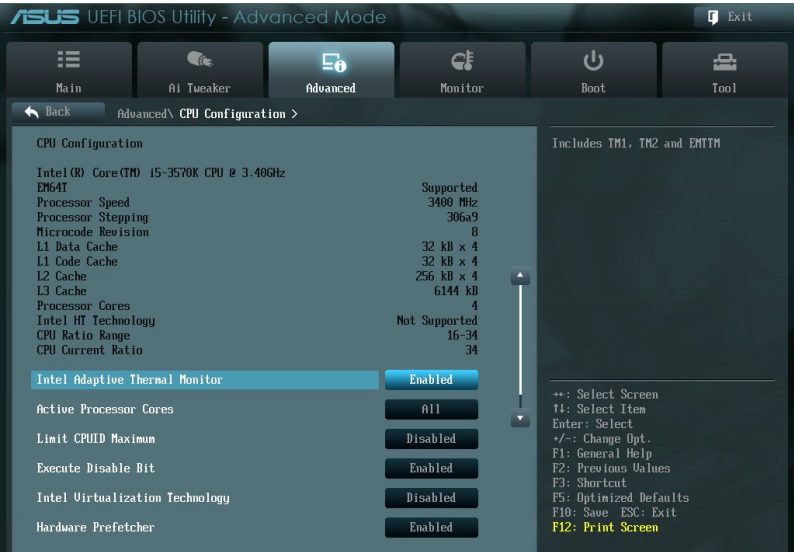 ASUS UEFI BIOS Utility - Advanced Mode
Exit
Main Ai Tweaker Advanced Monitor Boot Tool
Back Advanced\ CPU Configuration >
CPU Configuration
Intel(R) Core(TM) i5-3570K CPU @ 3.40GHz
EM64T Supported
Processor Speed 3400 MHz
Processor Stepping 306a9
Microcode Revision 8
L1 Data Cache 32 kB x 4
L1 Code Cache 32 kB x 4
L2 Cache 256 kB x 4
L3 Cache 6144 kB
Processor Cores 4
Intel HT Technology Not Supported
CPU Ratio Range 16-34
CPU Current Ratio 34
Intel Adaptive Thermal Monitor Enabled
Active Processor Cores All
Limit CPUID Maximum Disabled
Execute Disable Bit Enabled
Intel Virtualization Technology Disabled
Hardware Prefetcher Enabled
Includes TM1, TM2 and EMTTM
→←: Select Screen
↑↓: Select Item
Enter: Select
+/-: Change Opt.
F1: General Help
F2: Previous Values
F3: Shortcut
F5: Optimized Defaults
F10: Save ESC: Exit
F12: Print Screen